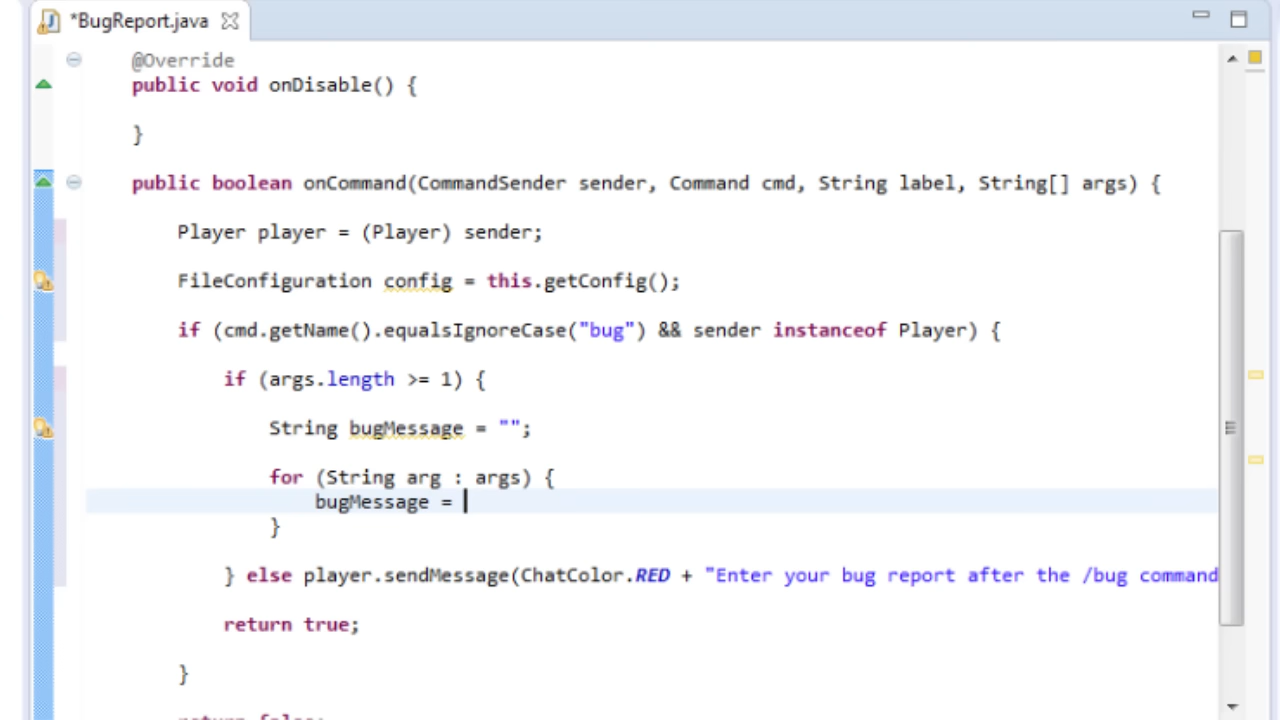 *BugReport.java
@Override
public void onDisable() {
}
public boolean onCommand(CommandSender sender, Command cmd, String label, String[] args) {
Player player = (Player) sender;
FileConfiguration config = this.getConfig();
if (cmd.getName().equalsIgnoreCase("bug") && sender instanceof Player) {
if (args.length >= 1) {
String bugMessage = "";
for (String arg : args) {
bugMessage =
}
} else player.sendMessage(ChatColor.RED + "Enter your bug report after the /bug command
return true;
}
return false;